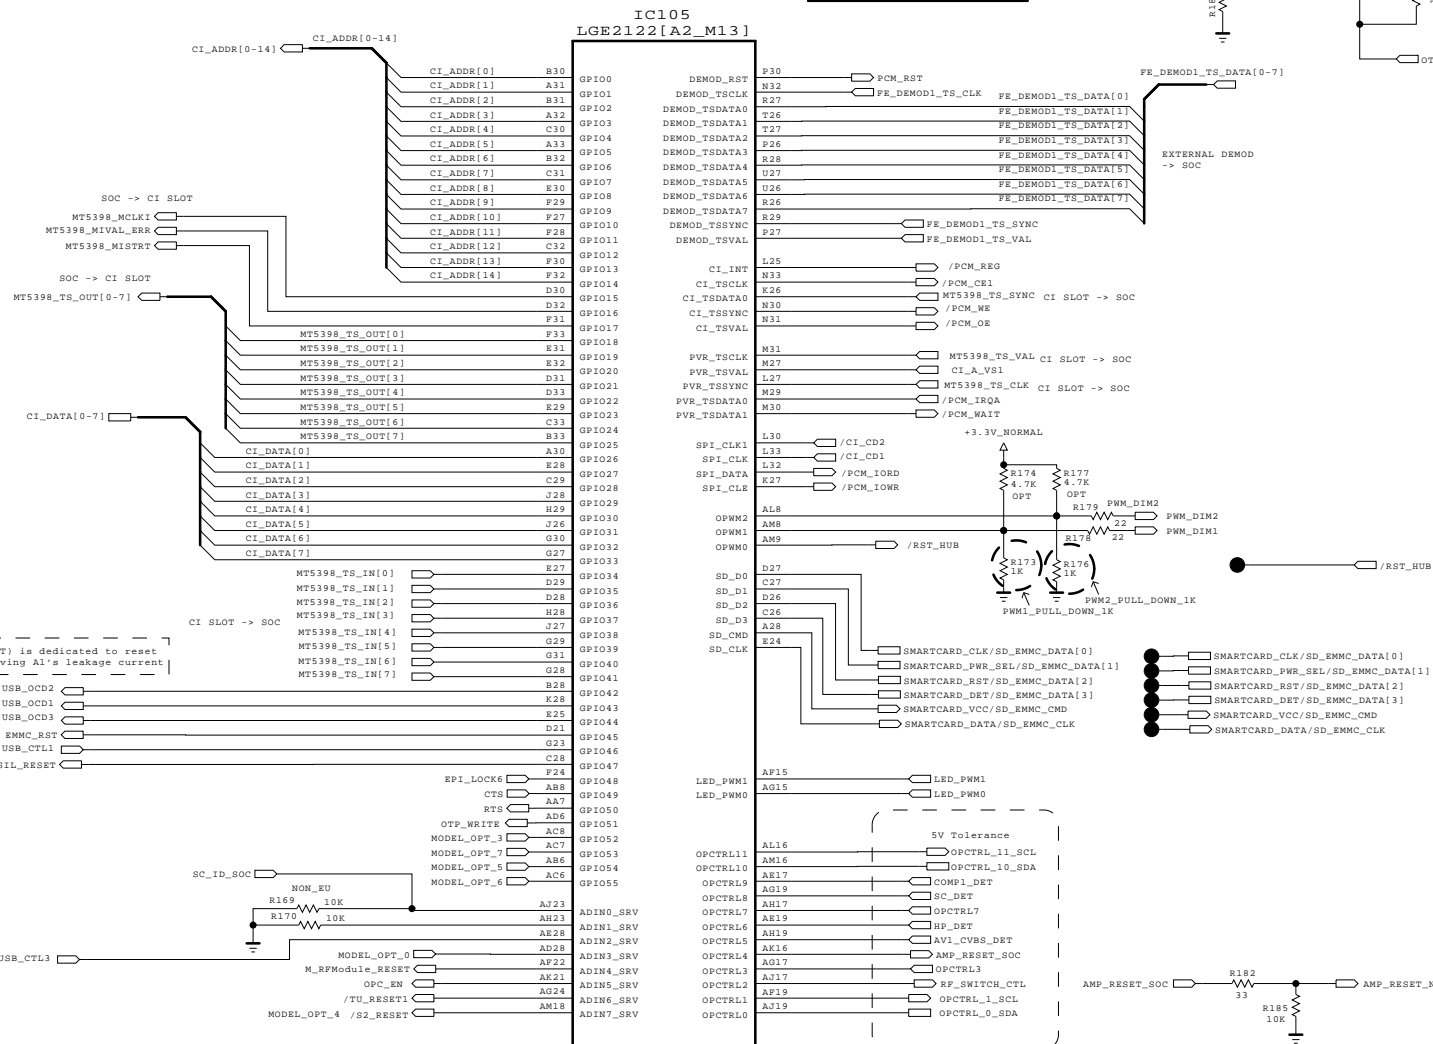 IC105
LGE2122[A2_M13]
CI_ADDR[0-14]
CI_ADDR[0-14]
CI_ADDR[0] B30 GPIO0
CI_ADDR[1] A31 GPIO1
CI_ADDR[2] B31 GPIO2
CI_ADDR[3] A32 GPIO3
CI_ADDR[4] C30 GPIO4
CI_ADDR[5] A33 GPIO5
CI_ADDR[6] B32 GPIO6
CI_ADDR[7] C31 GPIO7
CI_ADDR[8] E30 GPIO8
CI_ADDR[9] F29 GPIO9
CI_ADDR[10] F27 GPIO10
CI_ADDR[11] F28 GPIO11
CI_ADDR[12] C32 GPIO12
CI_ADDR[13] F30 GPIO13
CI_ADDR[14] F32 GPIO14
SOC -> CI SLOT
MT5398_MCLKI D30 GPIO15
MT5398_MIVAL_ERR D32 GPIO16
MT5398_MISTRT F31 GPIO17
SOC -> CI SLOT
MT5398_TS_OUT[0-7]
MT5398_TS_OUT[0] F33 GPIO18
MT5398_TS_OUT[1] E31 GPIO19
MT5398_TS_OUT[2] E32 GPIO20
MT5398_TS_OUT[3] D31 GPIO21
MT5398_TS_OUT[4] D33 GPIO22
MT5398_TS_OUT[5] E29 GPIO23
MT5398_TS_OUT[6] C33 GPIO24
MT5398_TS_OUT[7] B33 GPIO25
CI_DATA[0-7]
CI_DATA[0] A30 GPIO26
CI_DATA[1] E28 GPIO27
CI_DATA[2] C29 GPIO28
CI_DATA[3] J28 GPIO29
CI_DATA[4] H29 GPIO30
CI_DATA[5] J26 GPIO31
CI_DATA[6] G30 GPIO32
CI_DATA[7] G27 GPIO33
MT5398_TS_IN[0] E27 GPIO34
MT5398_TS_IN[1] D29 GPIO35
MT5398_TS_IN[2] D28 GPIO36
MT5398_TS_IN[3] H28 GPIO37
CI SLOT -> SOC
MT5398_TS_IN[4] J27 GPIO38
MT5398_TS_IN[5] G29 GPIO39
MT5398_TS_IN[6] G31 GPIO40
MT5398_TS_IN[7] G28 GPIO41
T) is dedicated to reset
ving A1's leakage current
USB_OCD2 B28 GPIO42
USB_OCD1 K28 GPIO43
USB_OCD3 E25 GPIO44
EMMC_RST D21 GPIO45
USB_CTL1 G23 GPIO46
SIL_RESET C28 GPIO47
EPI_LOCK6 F24 GPIO48
CTS AB8 GPIO49
RTS AA7 GPIO50
OTP_WRITE AD6 GPIO51
MODEL_OPT_3 AC8 GPIO52
MODEL_OPT_7 AC7 GPIO53
MODEL_OPT_5 AB6 GPIO54
MODEL_OPT_6 AC6 GPIO55
SC_ID_SOC
NON_EU
R169 10K AJ23 ADIN0_SRV
R170 10K AH23 ADIN1_SRV
USB_CTL3 AE28 ADIN2_SRV
MODEL_OPT_0 AD28 ADIN3_SRV
M_RFModule_RESET AF22 ADIN4_SRV
OPC_EN AK21 ADIN5_SRV
/TU_RESET1 AG24 ADIN6_SRV
MODEL_OPT_4 /S2_RESET AM18 ADIN7_SRV
DEMOD_RST P30 PCM_RST
DEMOD_TSCLK N32 FE_DEMOD1_TS_CLK
FE_DEMOD1_TS_DATA[0-7]
DEMOD_TSDATA0 R27 FE_DEMOD1_TS_DATA[0]
DEMOD_TSDATA1 T26 FE_DEMOD1_TS_DATA[1]
DEMOD_TSDATA2 T27 FE_DEMOD1_TS_DATA[2]
DEMOD_TSDATA3 P26 FE_DEMOD1_TS_DATA[3]
DEMOD_TSDATA4 R28 FE_DEMOD1_TS_DATA[4]
DEMOD_TSDATA5 U27 FE_DEMOD1_TS_DATA[5]
DEMOD_TSDATA6 U26 FE_DEMOD1_TS_DATA[6]
DEMOD_TSDATA7 R26 FE_DEMOD1_TS_DATA[7]
EXTERNAL DEMOD
-> SOC
DEMOD_TSSYNC R29 FE_DEMOD1_TS_SYNC
DEMOD_TSVAL P27 FE_DEMOD1_TS_VAL
CI_INT L25 /PCM_REG
CI_TSCLK N33 /PCM_CE1
CI_TSDATA0 K26 MT5398_TS_SYNC CI SLOT -> SOC
CI_TSSYNC N30 /PCM_WE
CI_TSVAL N31 /PCM_OE
PVR_TSCLK M31 MT5398_TS_VAL CI SLOT -> SOC
PVR_TSVAL M27 CI_A_VS1
PVR_TSSYNC L27 MT5398_TS_CLK CI SLOT -> SOC
PVR_TSDATA0 M29 /PCM_IRQA
PVR_TSDATA1 M30 /PCM_WAIT
SPI_CLK1 L30 /CI_CD2
SPI_CLK L33 /CI_CD1
SPI_DATA L32 /PCM_IORD
SPI_CLE K27 /PCM_IOWR
+3.3V_NORMAL
R174 4.7K OPT
R177 4.7K OPT
OPWM2 AL8 R179 22 PWM_DIM2 PWM_DIM2
OPWM1 AM8 R178 22 PWM_DIM1
OPWM0 AM9 /RST_HUB
R173 1K
R176 1K
PWM1_PULL_DOWN_1K
PWM2_PULL_DOWN_1K
/RST_HUB
SD_D0 D27
SD_D1 C27
SD_D2 D26
SD_D3 C26
SD_CMD A28
SD_CLK E24
SMARTCARD_CLK/SD_EMMC_DATA[0]
SMARTCARD_PWR_SEL/SD_EMMC_DATA[1]
SMARTCARD_RST/SD_EMMC_DATA[2]
SMARTCARD_DET/SD_EMMC_DATA[3]
SMARTCARD_VCC/SD_EMMC_CMD
SMARTCARD_DATA/SD_EMMC_CLK
SMARTCARD_CLK/SD_EMMC_DATA[0]
SMARTCARD_PWR_SEL/SD_EMMC_DATA[1]
SMARTCARD_RST/SD_EMMC_DATA[2]
SMARTCARD_DET/SD_EMMC_DATA[3]
SMARTCARD_VCC/SD_EMMC_CMD
SMARTCARD_DATA/SD_EMMC_CLK
LED_PWM1 AF15 LED_PWM1
LED_PWM0 AG15 LED_PWM0
5V Tolerance
OPCTRL11 AL16 OPCTRL_11_SCL
OPCTRL10 AM16 OPCTRL_10_SDA
OPCTRL9 AE17 COMP1_DET
OPCTRL8 AG19 SC_DET
OPCTRL7 AH17 OPCTRL7
OPCTRL6 AE19 HP_DET
OPCTRL5 AH19 AV1_CVBS_DET
OPCTRL4 AK16 AMP_RESET_SOC
OPCTRL3 AG17 OPCTRL3
OPCTRL2 AJ17 RF_SWITCH_CTL
OPCTRL1 AF19 OPCTRL_1_SCL
OPCTRL0 AJ19 OPCTRL_0_SDA
AMP_RESET_SOC R182 33 AMP_RESET_N
R185 10K